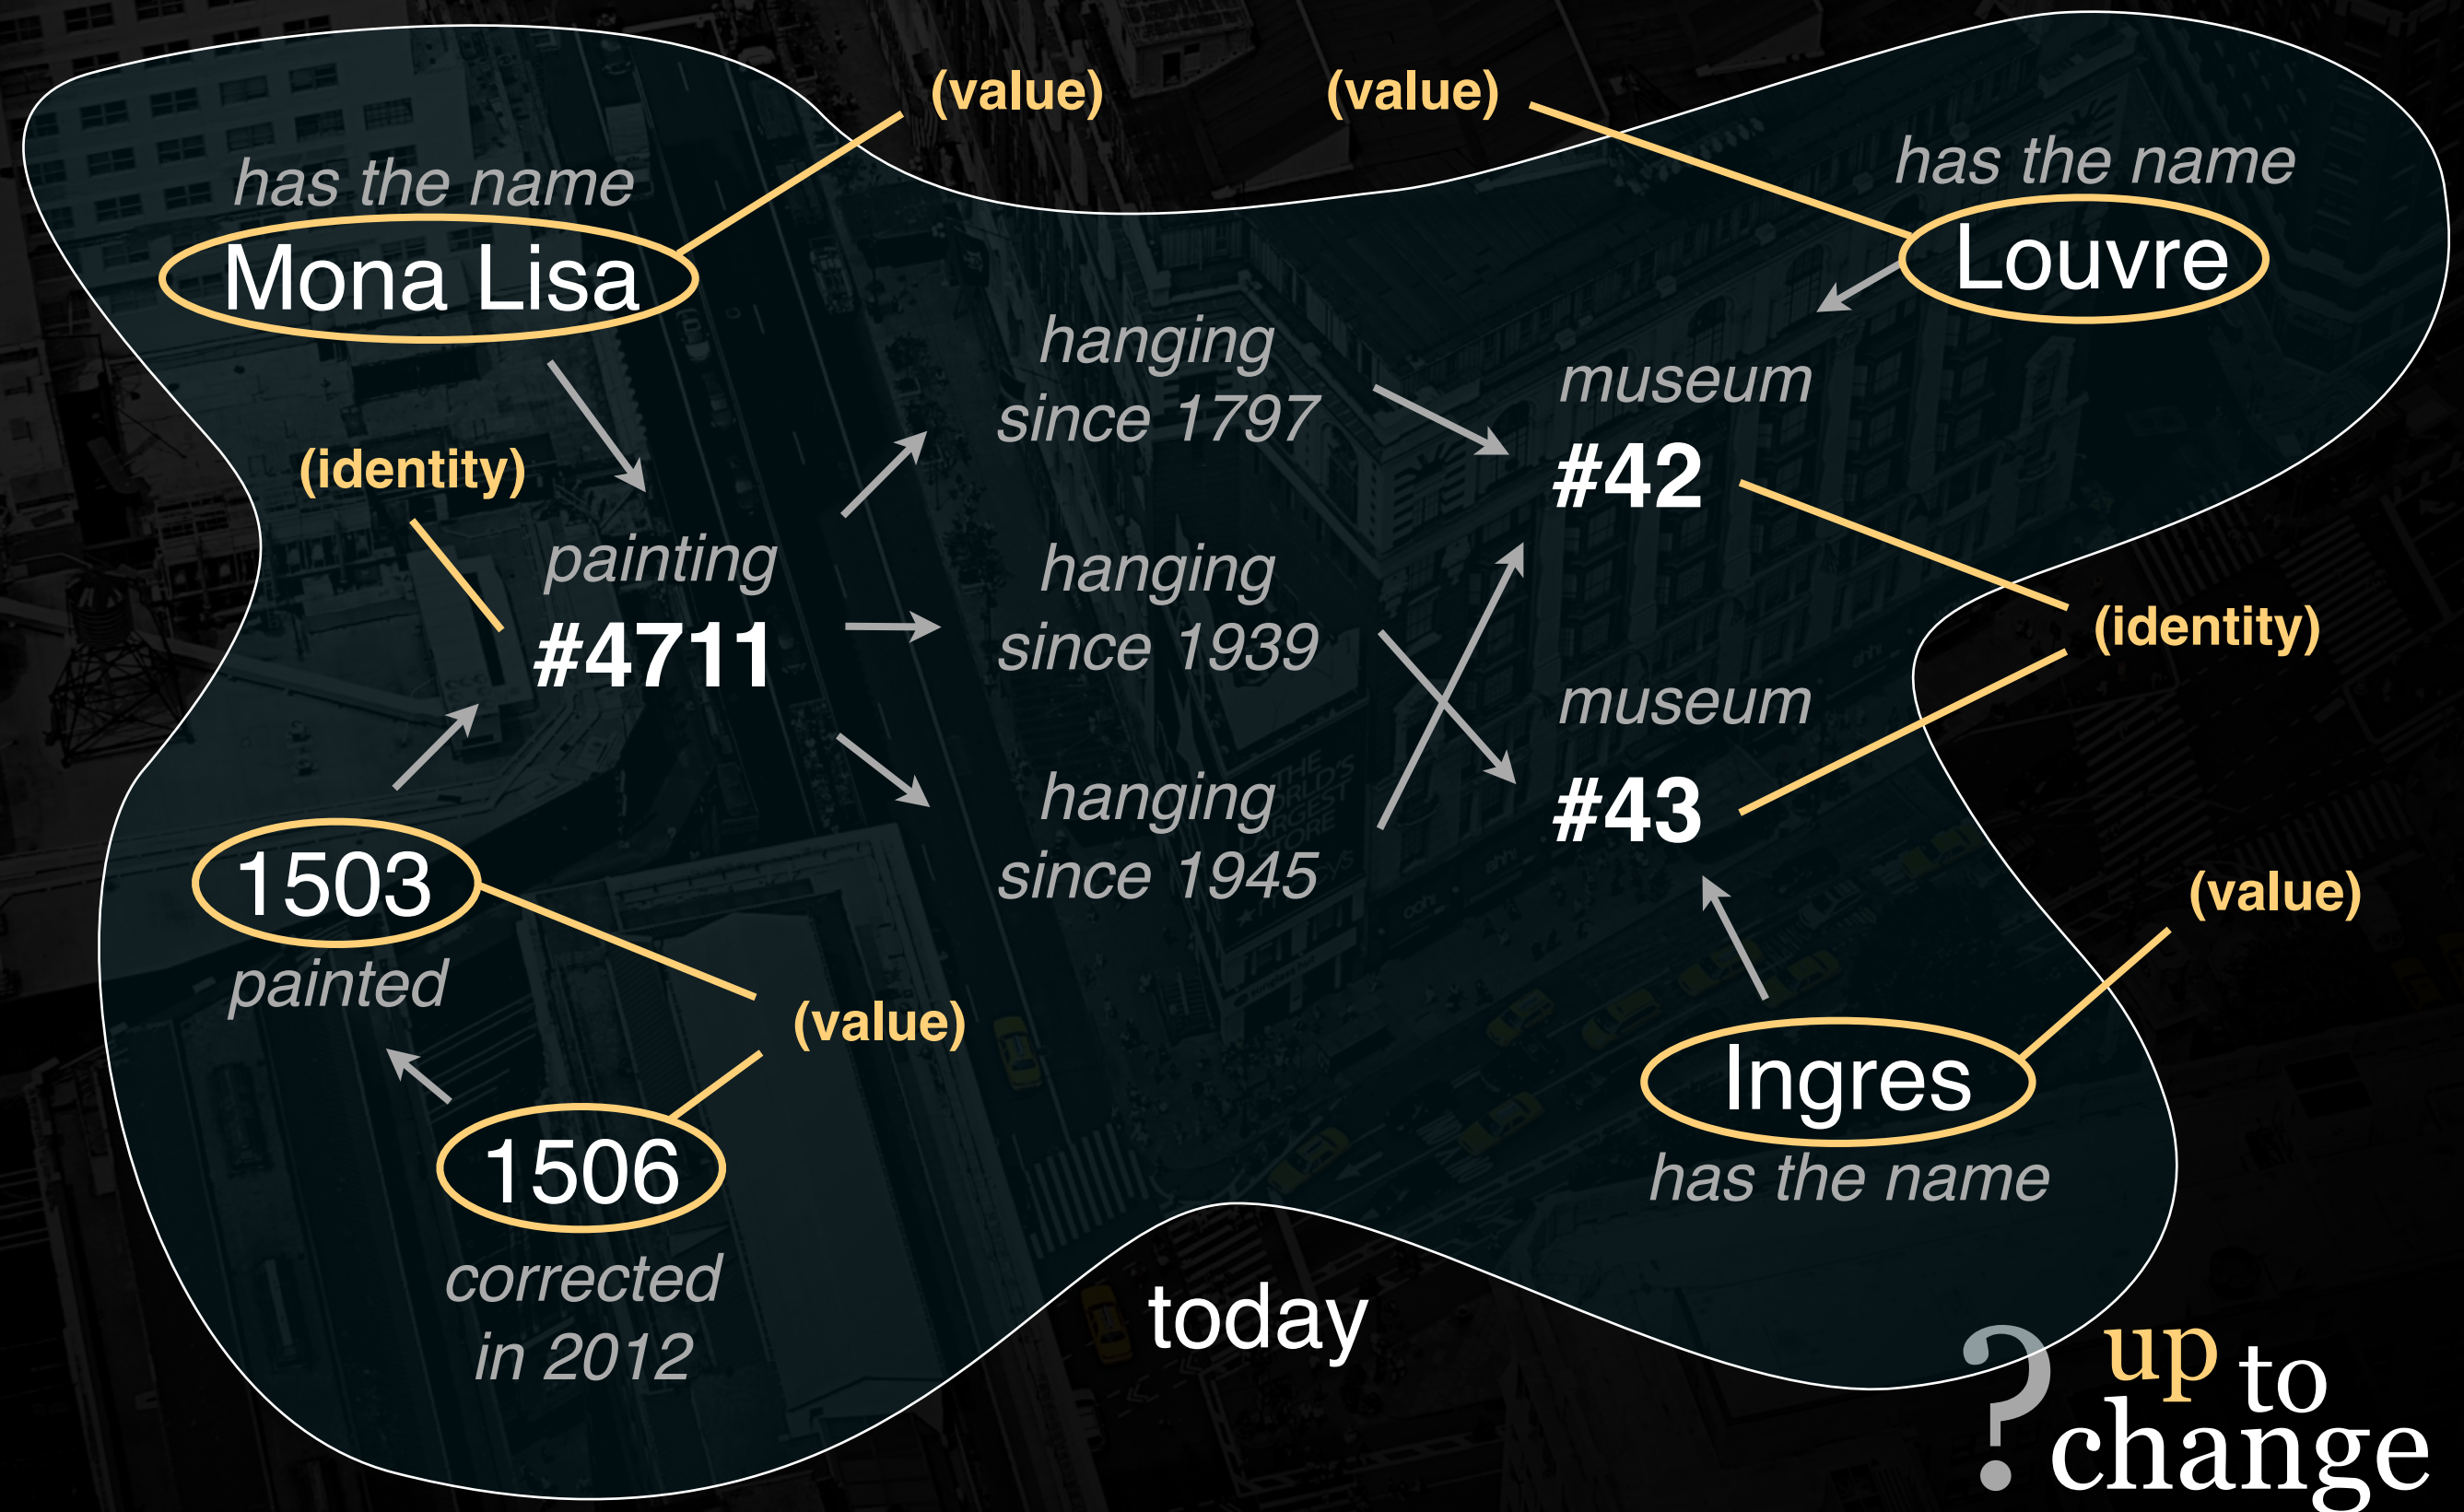 (value)
(value)
has the name
Mona Lisa
has the name
Louvre
hanging
since 1797
museum
#42
(identity)
painting
#4711
hanging
since 1939
(identity)
museum
#43
hanging
since 1945
1503
painted
(value)
(value)
Ingres
has the name
1506
corrected
in 2012
today
? up to
change